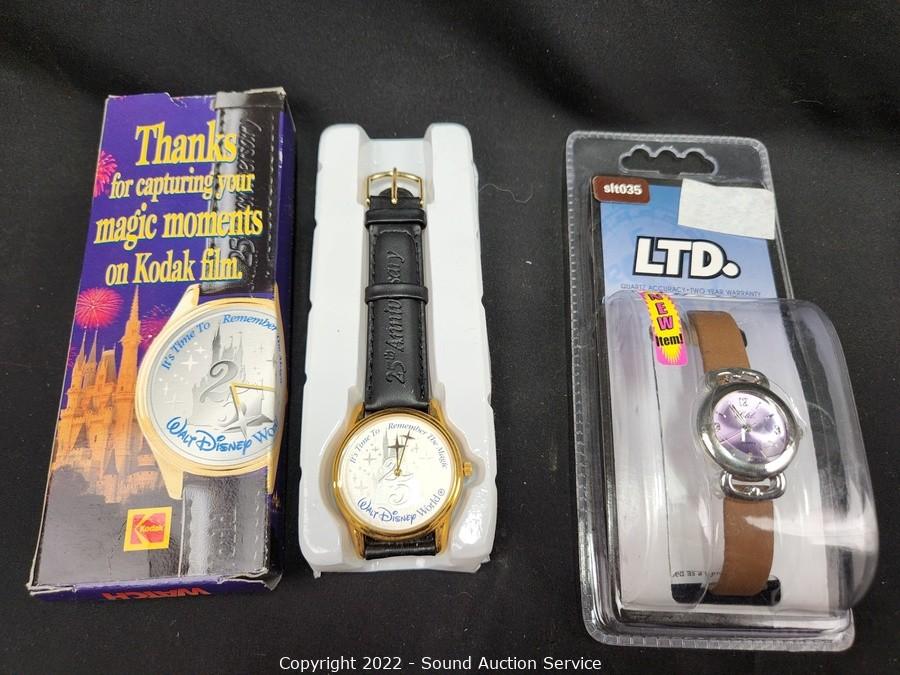 Thanks
for capturing your
magic moments
on Kodak film.
It's Time To Remember
25
WALT DISNEY World
Kodak
WATCH
25th Anniversary
It's Time To Remember The Magic
25
WALT DISNEY World®
slt035
LTD.
QUARTZ ACCURACY • TWO YEAR WARRANTY
NEW
Item!
12
Copyright 2022 - Sound Auction Service